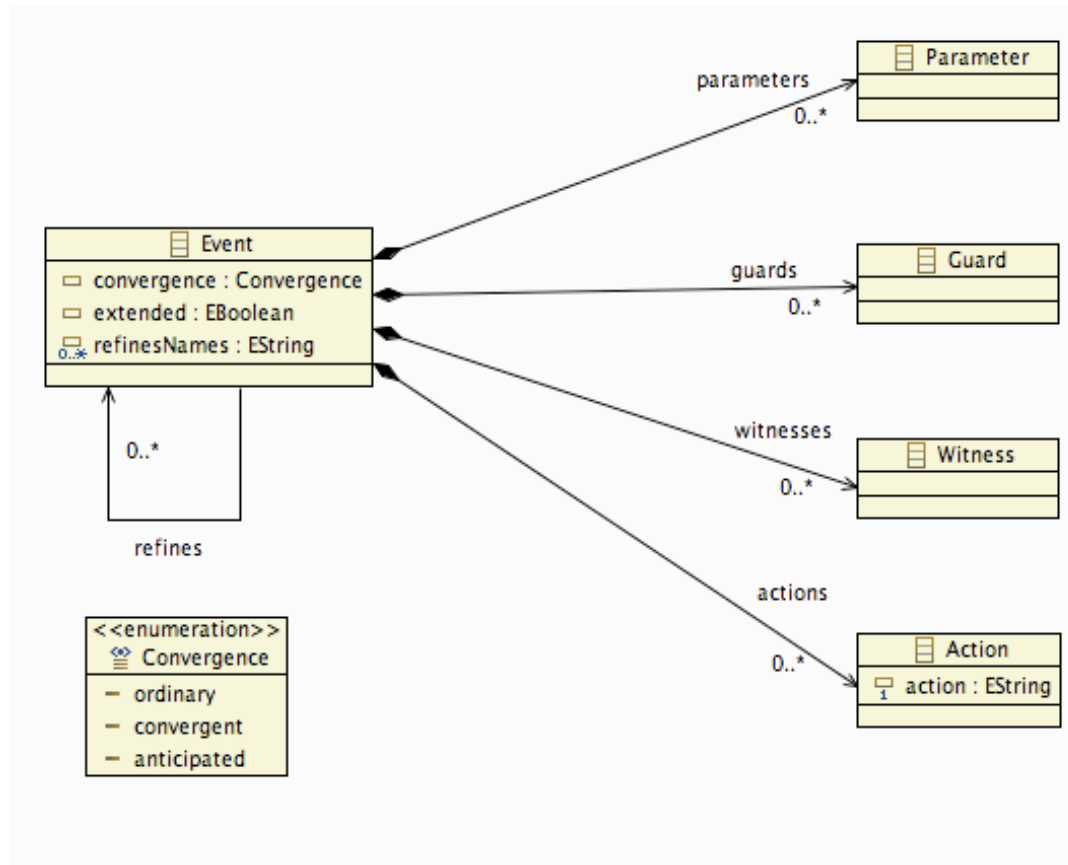 Parameter
parameters
0..*
Event
convergence : Convergence
extended : EBoolean
0..* refinesNames : EString
guards
0..*
Guard
witnesses
0..*
Witness
0..*
refines
actions
0..*
Action
1 action : EString
<<enumeration>>
Convergence
ordinary
convergent
anticipated